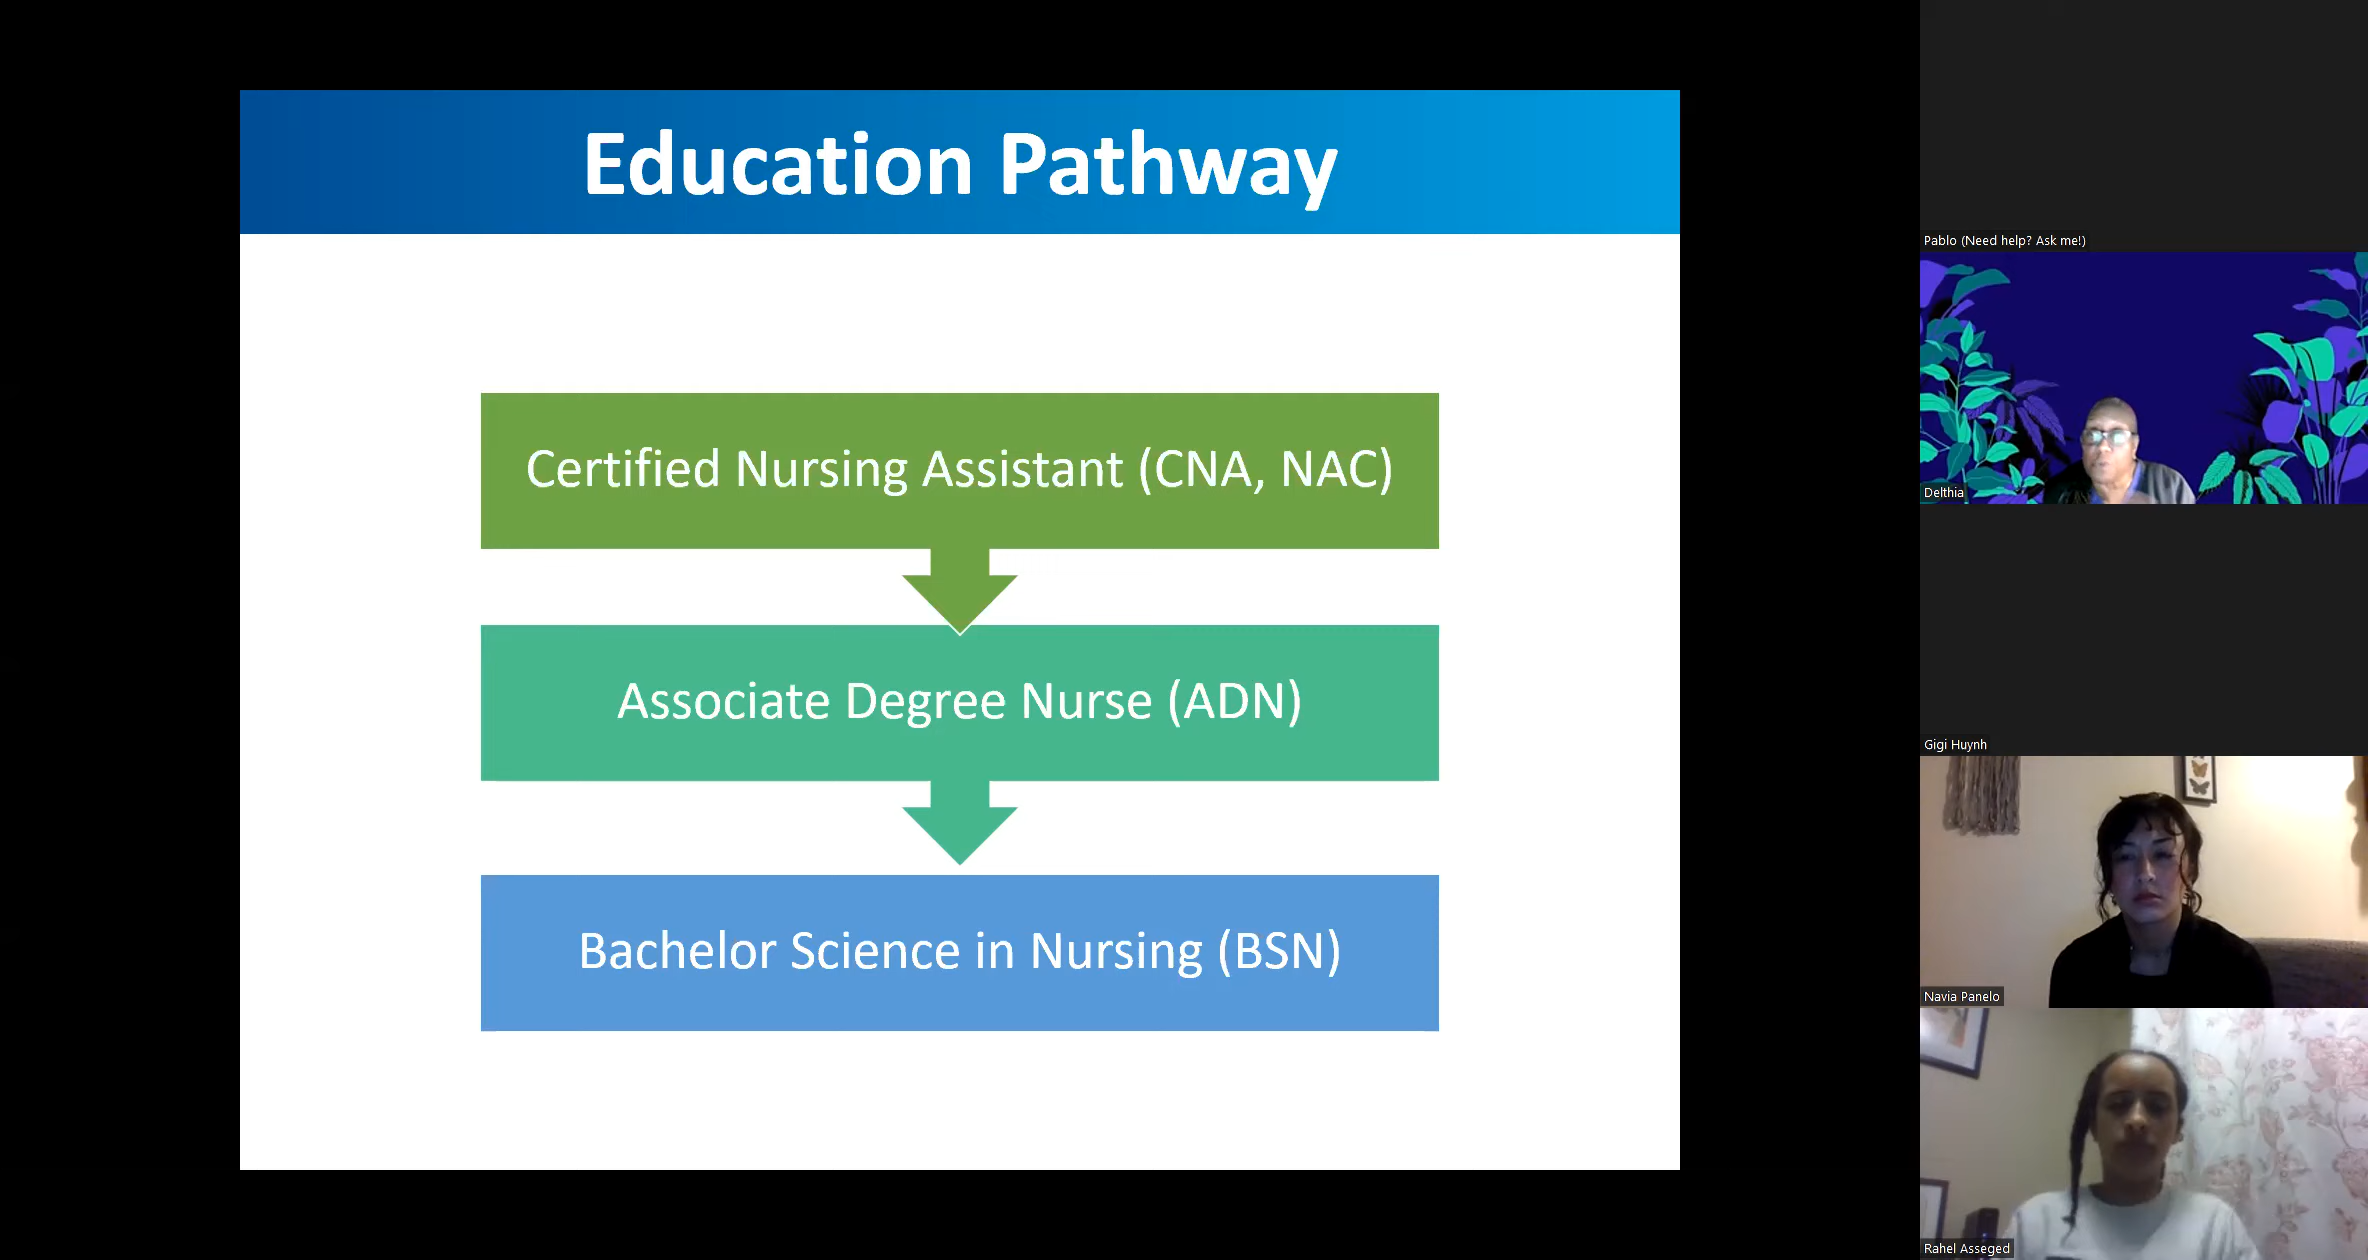 Education Pathway
Certified Nursing Assistant (CNA, NAC)
Associate Degree Nurse (ADN)
Bachelor Science in Nursing (BSN)
Pablo (Need help? Ask me!)
Delthia
Gigi Huynh
Navia Panelo
Rahel Asseged